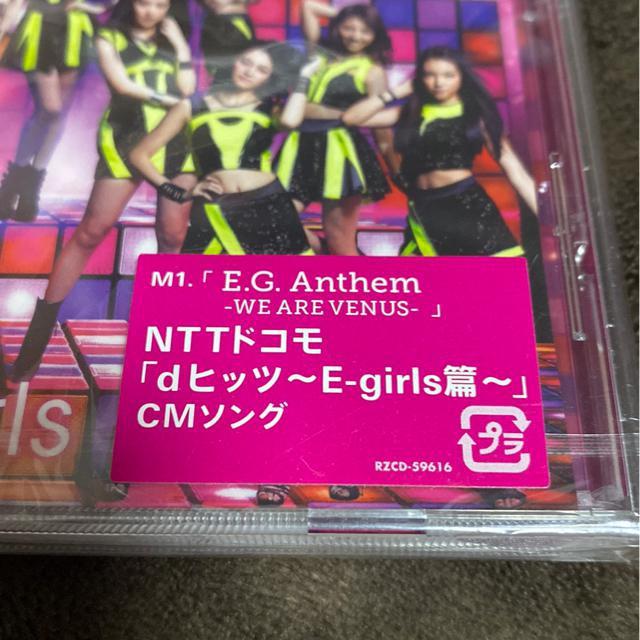 M1.「 E.G. Anthem
-WE ARE VENUS- 」
NTTドコモ
「dヒッツ〜E-girls篇〜」
CMソング
プラ
RZCD-59616
rls